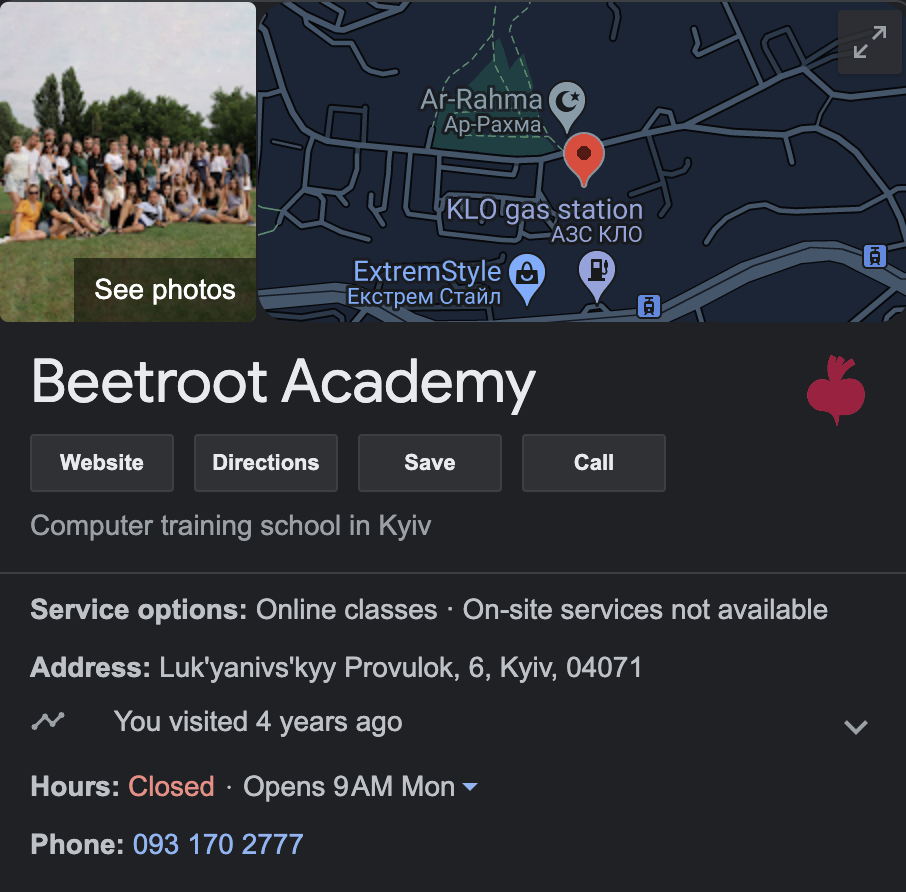 Ar-Rahma
Ар-Рахма
KLO gas station
АЗС КЛО
ExtremStyle
Екстрем Стайл
See photos
Beetroot Academy
Website
Directions
Save
Call
Computer training school in Kyiv
Service options: Online classes · On-site services not available
Address: Luk'yanivs'kyy Provulok, 6, Kyiv, 04071
You visited 4 years ago
Hours: Closed · Opens 9 AM Mon
Phone: 093 170 2777